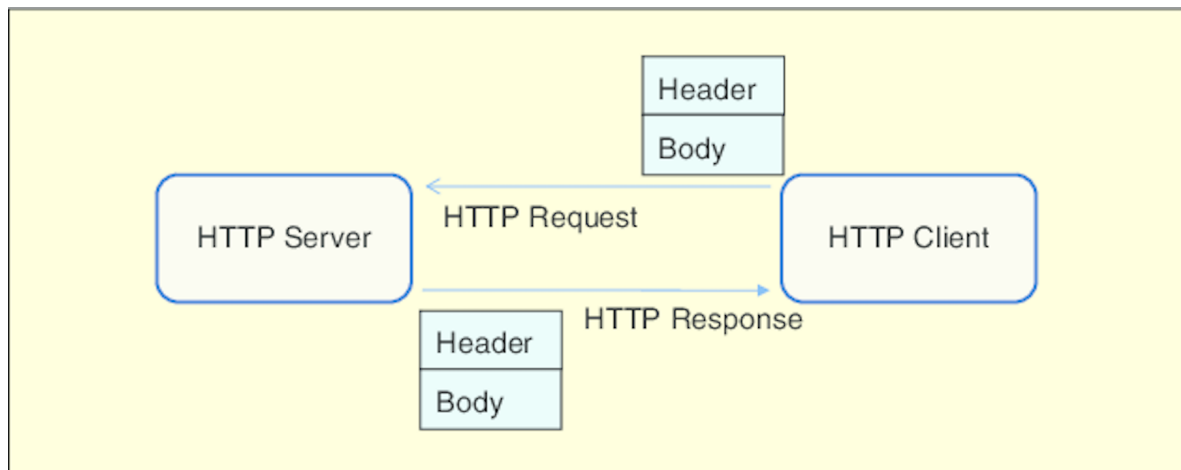 Header
Body
HTTP Request
HTTP Server
HTTP Client
HTTP Response
Header
Body